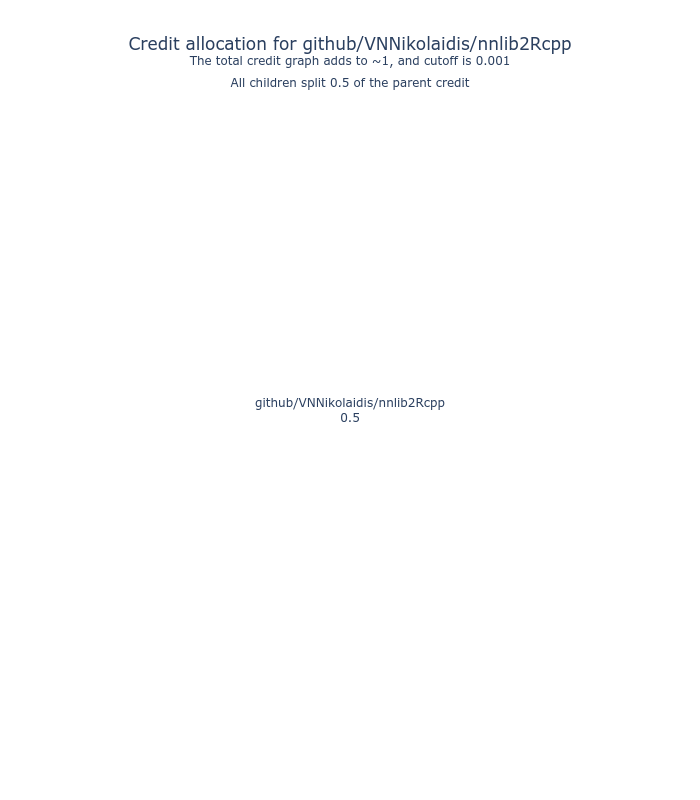 Credit allocation for github/VNNikolaidis/nnlib2Rcpp
The total credit graph adds to ~1, and cutoff is 0.001
All children split 0.5 of the parent credit
github/VNNikolaidis/nnlib2Rcpp
0.5